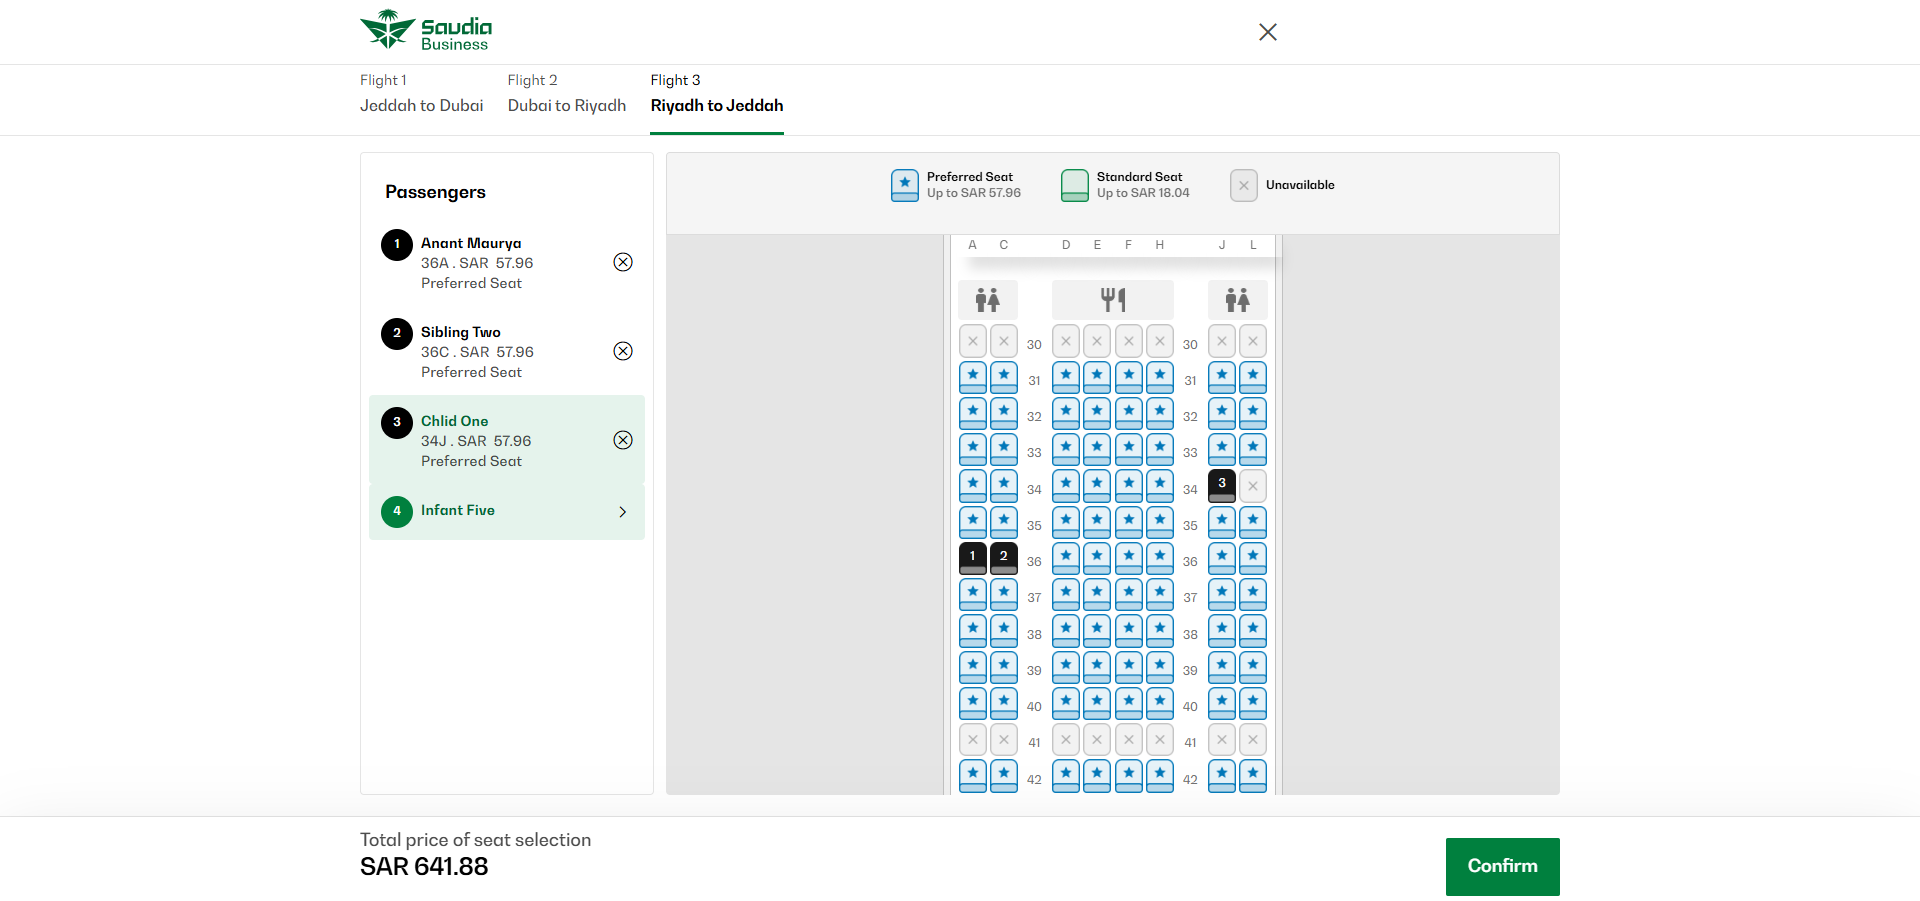 Saudia
Business
Flight 1
Jeddah to Dubai
Flight 2
Dubai to Riyadh
Flight 3
Riyadh to Jeddah
Passengers
1
Anant Maurya
36A . SAR 57.96
Preferred Seat
2
Sibling Two
36C . SAR 57.96
Preferred Seat
3
Chlid One
34J . SAR 57.96
Preferred Seat
4
Infant Five
Preferred Seat
Up to SAR 57.96
Standard Seat
Up to SAR 18.04
Unavailable
A C D E F H J L
30 30
31 31
32 32
33 33
34 34 3
35 35
1 2 36 36
37 37
38 38
39 39
40 40
41 41
42 42
Total price of seat selection
SAR 641.88
Confirm